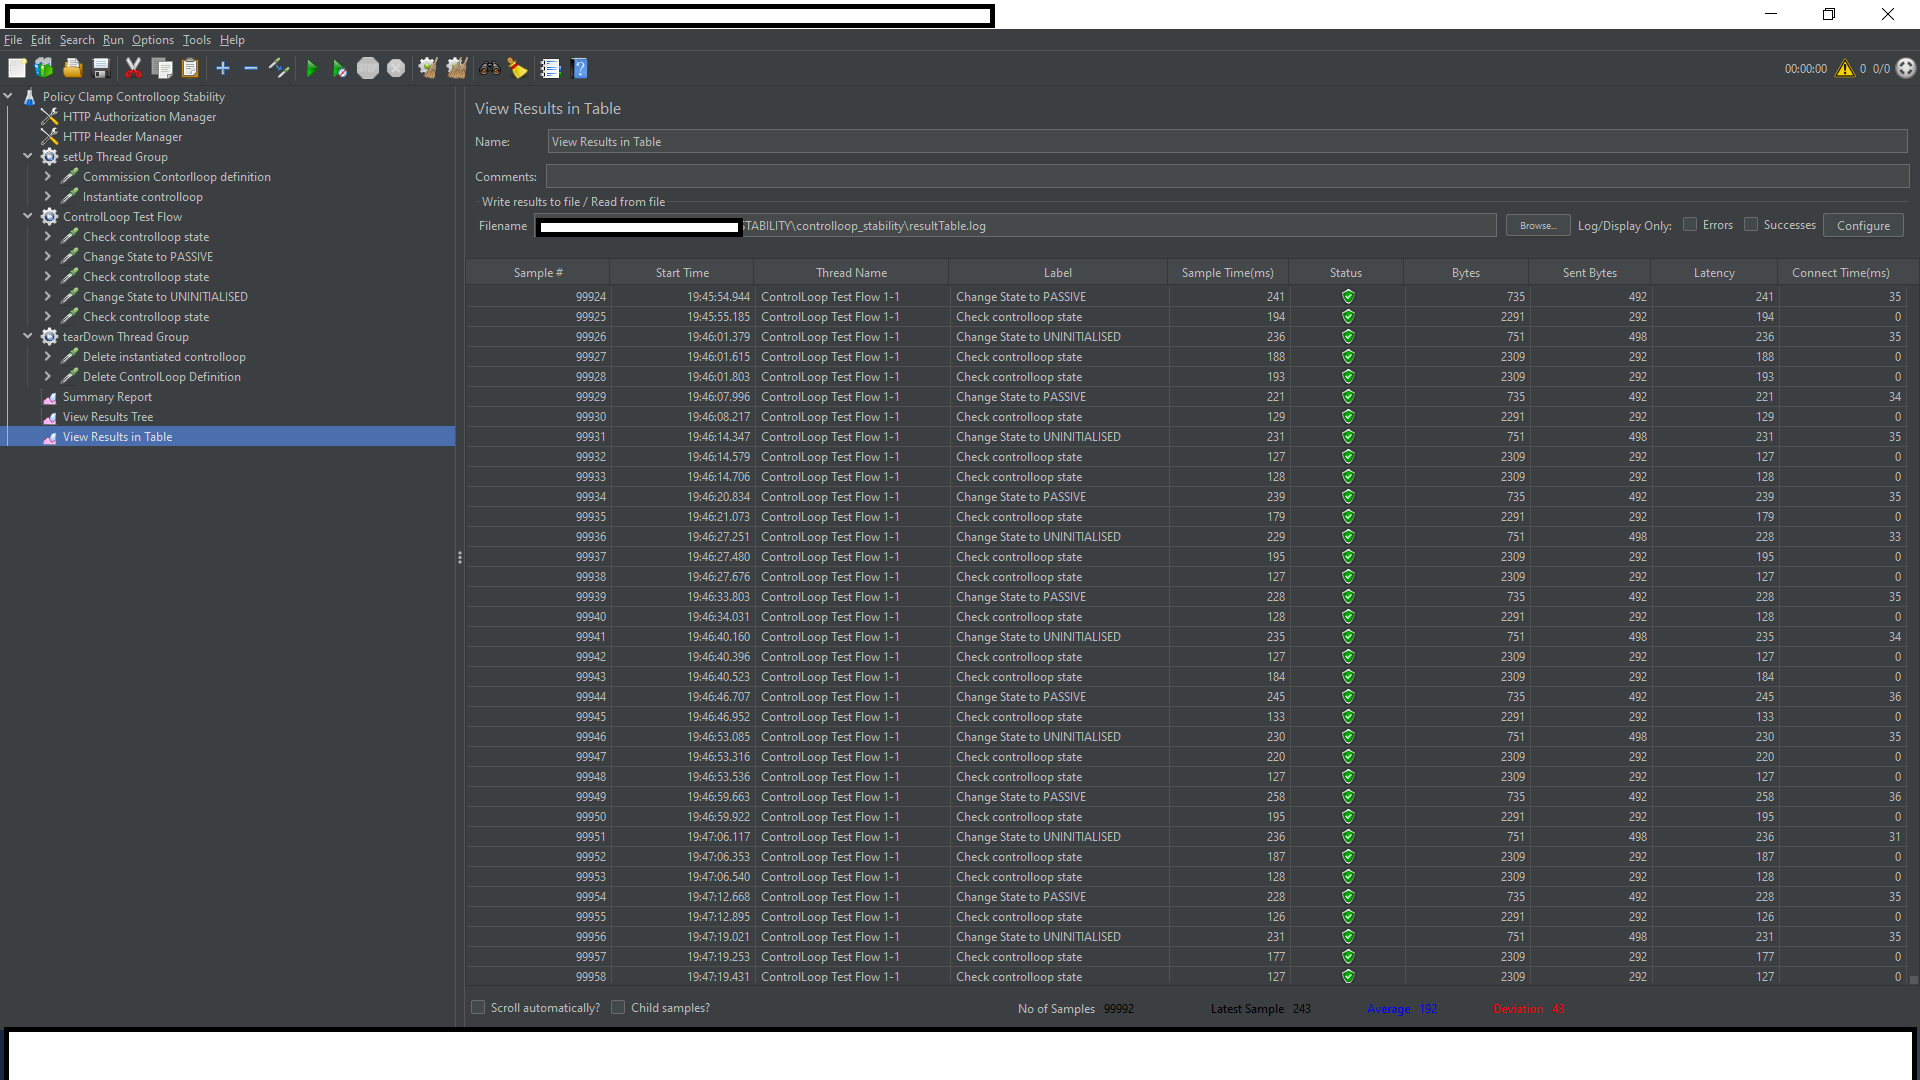 File Edit Search Run Options Tools Help
00:00:00 0 0/0
Policy Clamp Controlloop Stability
HTTP Authorization Manager
HTTP Header Manager
setUp Thread Group
Commission Contorlloop definition
Instantiate controlloop
ControlLoop Test Flow
Check controlloop state
Change State to PASSIVE
Check controlloop state
Change State to UNINITIALISED
Check controlloop state
tearDown Thread Group
Delete instantiated controlloop
Delete ControlLoop Definition
Summary Report
View Results Tree
View Results in Table
View Results in Table
Name: View Results in Table
Comments:
Write results to file / Read from file
Filename STABILITY\controlloop_stability\resultTable.log Browse... Log/Display Only: Errors Successes Configure
Sample # Start Time Thread Name Label Sample Time(ms) Status Bytes Sent Bytes Latency Connect Time(ms)
99924 19:45:54.944 ControlLoop Test Flow 1-1 Change State to PASSIVE 241 735 492 241 35
99925 19:45:55.185 ControlLoop Test Flow 1-1 Check controlloop state 194 2291 292 194 0
99926 19:46:01.379 ControlLoop Test Flow 1-1 Change State to UNINITIALISED 236 751 498 236 35
99927 19:46:01.615 ControlLoop Test Flow 1-1 Check controlloop state 188 2309 292 188 0
99928 19:46:01.803 ControlLoop Test Flow 1-1 Check controlloop state 193 2309 292 193 0
99929 19:46:07.996 ControlLoop Test Flow 1-1 Change State to PASSIVE 221 735 492 221 34
99930 19:46:08.217 ControlLoop Test Flow 1-1 Check controlloop state 129 2291 292 129 0
99931 19:46:14.347 ControlLoop Test Flow 1-1 Change State to UNINITIALISED 231 751 498 231 35
99932 19:46:14.579 ControlLoop Test Flow 1-1 Check controlloop state 127 2309 292 127 0
99933 19:46:14.706 ControlLoop Test Flow 1-1 Check controlloop state 128 2309 292 128 0
99934 19:46:20.834 ControlLoop Test Flow 1-1 Change State to PASSIVE 239 735 492 239 35
99935 19:46:21.073 ControlLoop Test Flow 1-1 Check controlloop state 179 2291 292 179 0
99936 19:46:27.251 ControlLoop Test Flow 1-1 Change State to UNINITIALISED 229 751 498 228 33
99937 19:46:27.480 ControlLoop Test Flow 1-1 Check controlloop state 195 2309 292 195 0
99938 19:46:27.676 ControlLoop Test Flow 1-1 Check controlloop state 127 2309 292 127 0
99939 19:46:33.803 ControlLoop Test Flow 1-1 Change State to PASSIVE 228 735 492 228 35
99940 19:46:34.031 ControlLoop Test Flow 1-1 Check controlloop state 128 2291 292 128 0
99941 19:46:40.160 ControlLoop Test Flow 1-1 Change State to UNINITIALISED 235 751 498 235 34
99942 19:46:40.396 ControlLoop Test Flow 1-1 Check controlloop state 127 2309 292 127 0
99943 19:46:40.523 ControlLoop Test Flow 1-1 Check controlloop state 184 2309 292 184 0
99944 19:46:46.707 ControlLoop Test Flow 1-1 Change State to PASSIVE 245 735 492 245 36
99945 19:46:46.952 ControlLoop Test Flow 1-1 Check controlloop state 133 2291 292 133 0
99946 19:46:53.085 ControlLoop Test Flow 1-1 Change State to UNINITIALISED 230 751 498 230 35
99947 19:46:53.316 ControlLoop Test Flow 1-1 Check controlloop state 220 2309 292 220 0
99948 19:46:53.536 ControlLoop Test Flow 1-1 Check controlloop state 127 2309 292 127 0
99949 19:46:59.663 ControlLoop Test Flow 1-1 Change State to PASSIVE 258 735 492 258 36
99950 19:46:59.922 ControlLoop Test Flow 1-1 Check controlloop state 195 2291 292 195 0
99951 19:47:06.117 ControlLoop Test Flow 1-1 Change State to UNINITIALISED 236 751 498 236 31
99952 19:47:06.353 ControlLoop Test Flow 1-1 Check controlloop state 187 2309 292 187 0
99953 19:47:06.540 ControlLoop Test Flow 1-1 Check controlloop state 128 2309 292 128 0
99954 19:47:12.668 ControlLoop Test Flow 1-1 Change State to PASSIVE 228 735 492 228 35
99955 19:47:12.895 ControlLoop Test Flow 1-1 Check controlloop state 126 2291 292 126 0
99956 19:47:19.021 ControlLoop Test Flow 1-1 Change State to UNINITIALISED 231 751 498 231 35
99957 19:47:19.253 ControlLoop Test Flow 1-1 Check controlloop state 177 2309 292 177 0
99958 19:47:19.431 ControlLoop Test Flow 1-1 Check controlloop state 127 2309 292 127 0
Scroll automatically? Child samples? No of Samples 99992 Latest Sample 243 Average 192 Deviation 43